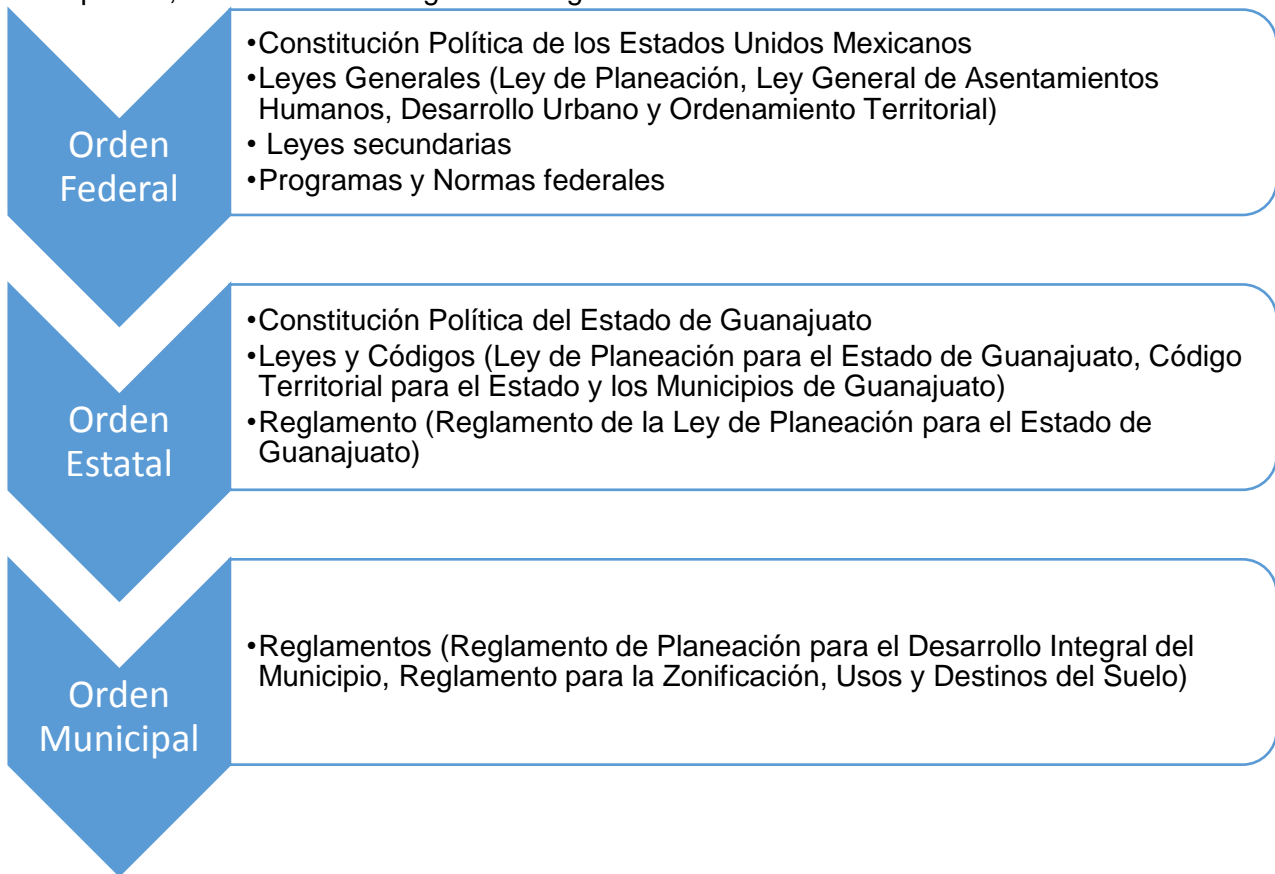 Orden
Federal
•Constitución Política de los Estados Unidos Mexicanos
•Leyes Generales (Ley de Planeación, Ley General de Asentamientos
Humanos, Desarrollo Urbano y Ordenamiento Territorial)
• Leyes secundarias
•Programas y Normas federales
Orden
Estatal
•Constitución Política del Estado de Guanajuato
•Leyes y Códigos (Ley de Planeación para el Estado de Guanajuato, Código
Territorial para el Estado y los Municipios de Guanajuato)
•Reglamento (Reglamento de la Ley de Planeación para el Estado de
Guanajuato)
Orden
Municipal
•Reglamentos (Reglamento de Planeación para el Desarrollo Integral del
Municipio, Reglamento para la Zonificación, Usos y Destinos del Suelo)